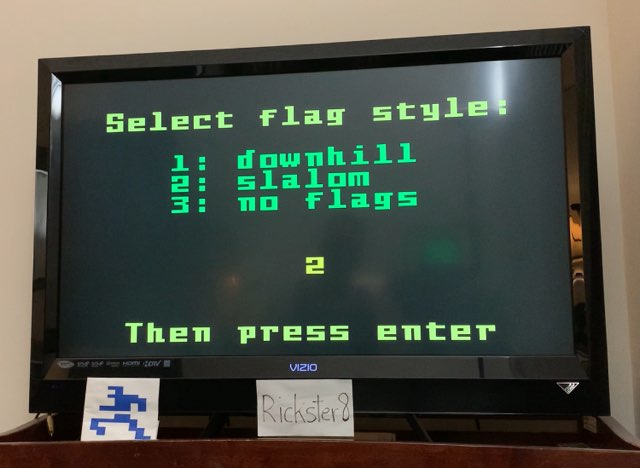 Select flag style:
1: downhill
2: slalom
3: no flags
2
Then press enter
VIZIO
Rickster8